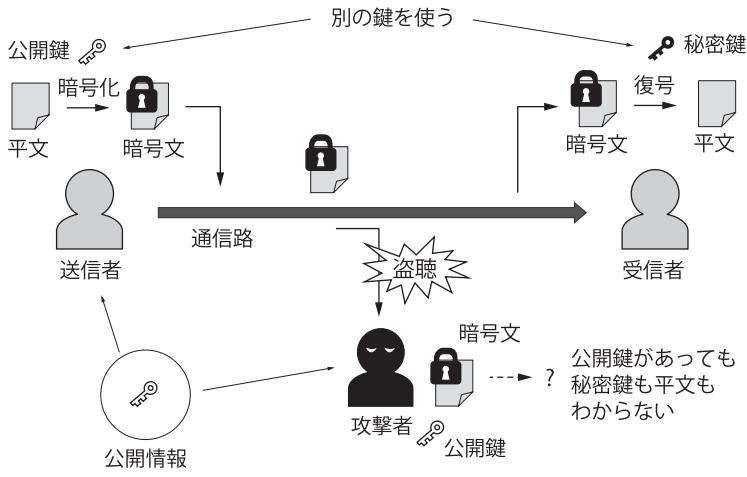 別の鍵を使う
公開鍵
秘密鍵
暗号化
復号
平文
暗号文
暗号文
平文
通信路
送信者
受信者
盗聴
暗号文
?
公開鍵があっても
秘密鍵も平文も
わからない
攻撃者
公開鍵
公開情報